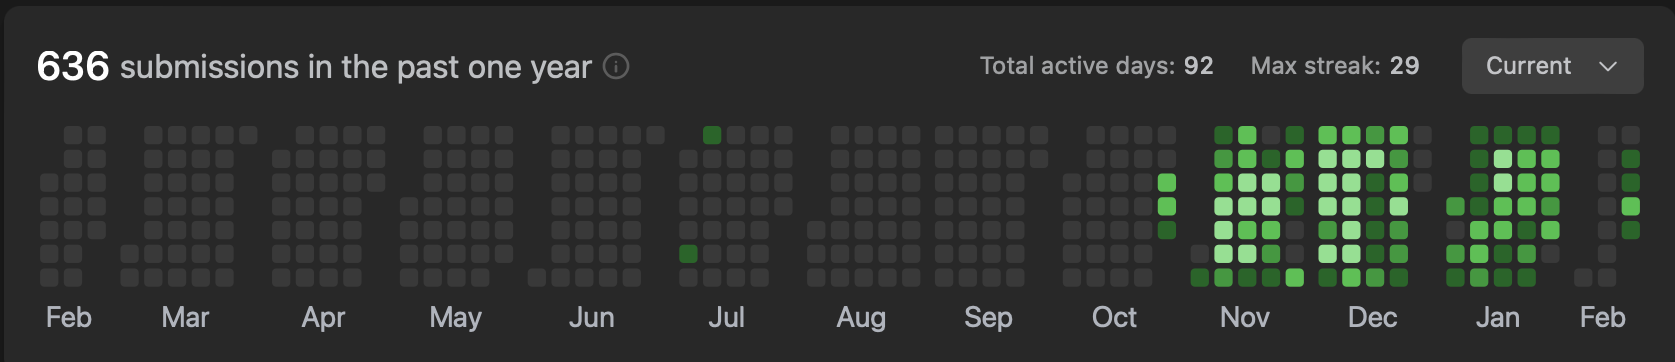 636 submissions in the past one year
Total active days: 92 Max streak: 29 Current
Feb Mar Apr May Jun Jul Aug Sep Oct Nov Dec Jan Feb